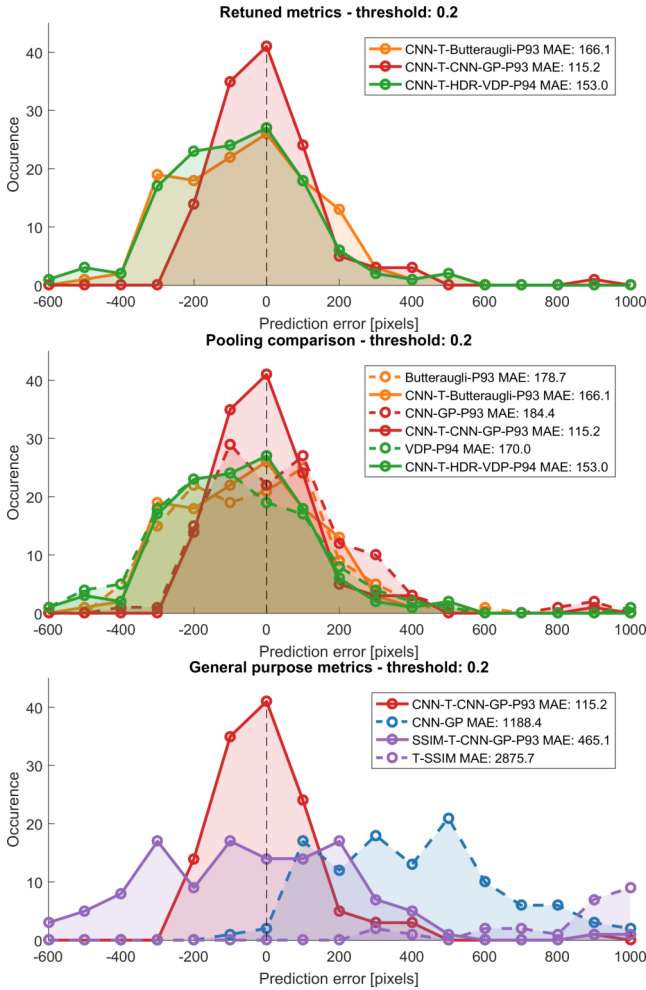 Retuned metrics - threshold: 0.2
40
30
20
10
0
Occurence
CNN-T-Butteraugli-P93 MAE: 166.1
CNN-T-CNN-GP-P93 MAE: 115.2
CNN-T-HDR-VDP-P94 MAE: 153.0
-600 -400 -200 0 200 400 600 800 1000
Prediction error [pixels]
Pooling comparison - threshold: 0.2
40
30
20
10
0
Occurence
Butteraugli-P93 MAE: 178.7
CNN-T-Butteraugli-P93 MAE: 166.1
CNN-GP-P93 MAE: 184.4
CNN-T-CNN-GP-P93 MAE: 115.2
VDP-P94 MAE: 170.0
CNN-T-HDR-VDP-P94 MAE: 153.0
-600 -400 -200 0 200 400 600 800 1000
Prediction error [pixels]
General purpose metrics - threshold: 0.2
40
30
20
10
0
Occurence
CNN-T-CNN-GP-P93 MAE: 115.2
CNN-GP MAE: 1188.4
SSIM-T-CNN-GP-P93 MAE: 465.1
T-SSIM MAE: 2875.7
-600 -400 -200 0 200 400 600 800 1000
Prediction error [pixels]